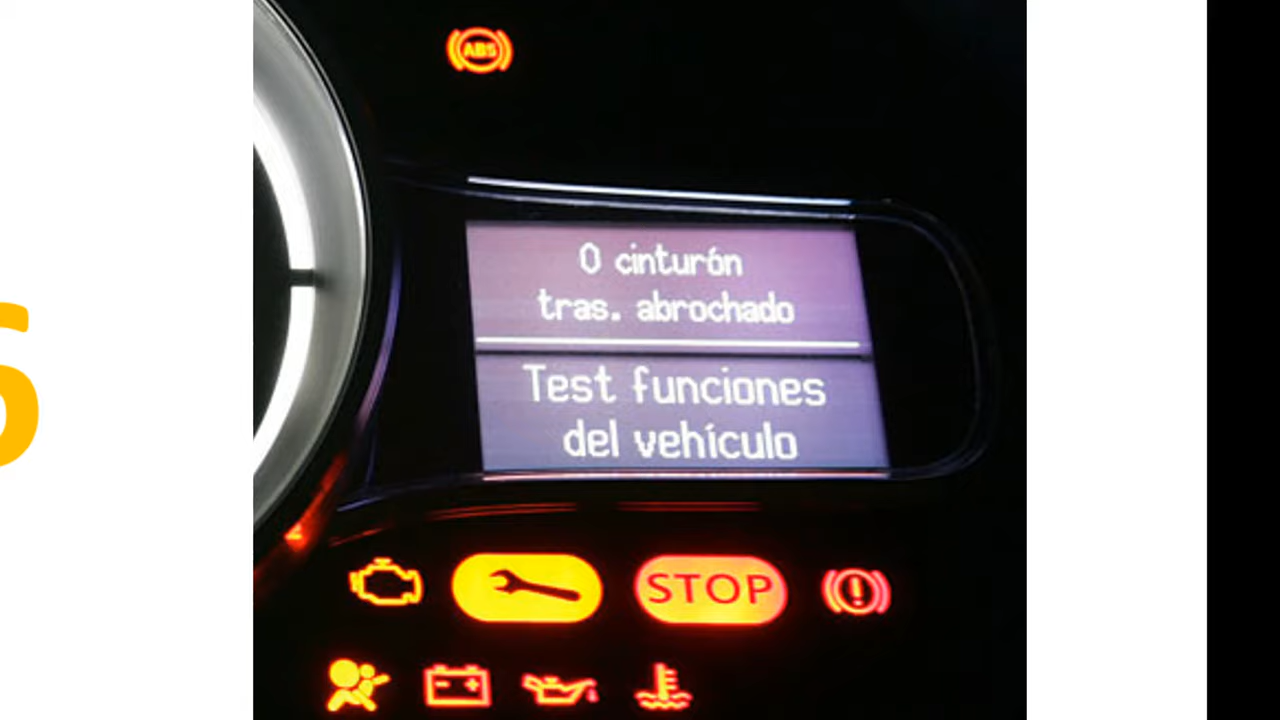 ABS
0 cinturón
tras. abrochado
Test funciones
del vehículo
STOP